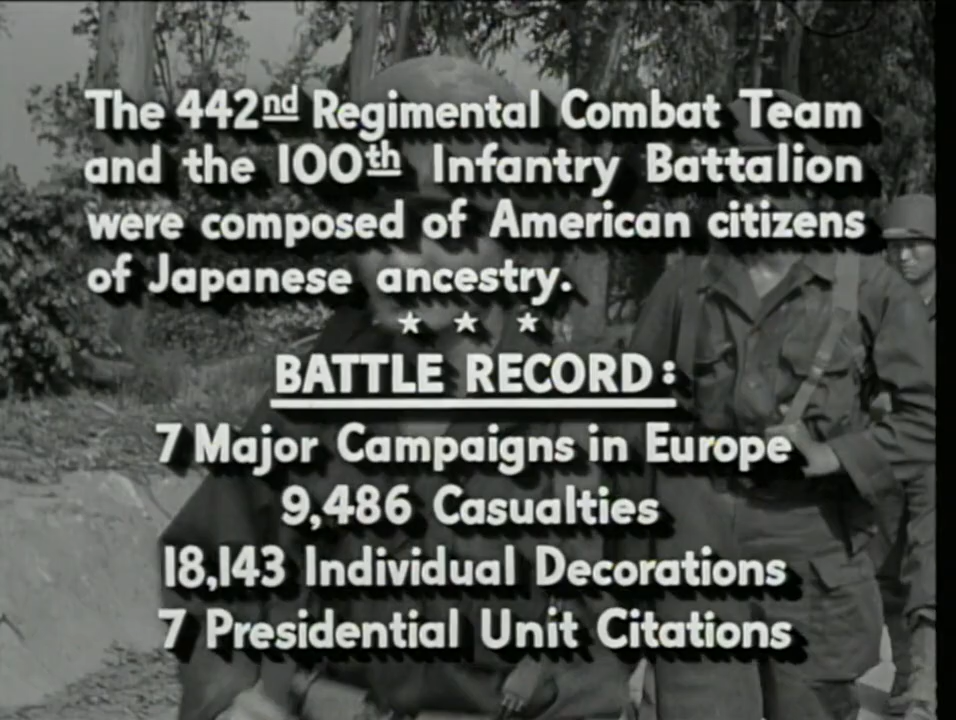 The 442nd Regimental Combat Team
and the 100th Infantry Battalion
were composed of American citizens
of Japanese ancestry.
★ ★ ★
BATTLE RECORD:
7 Major Campaigns in Europe
9,486 Casualties
18,143 Individual Decorations
7 Presidential Unit Citations